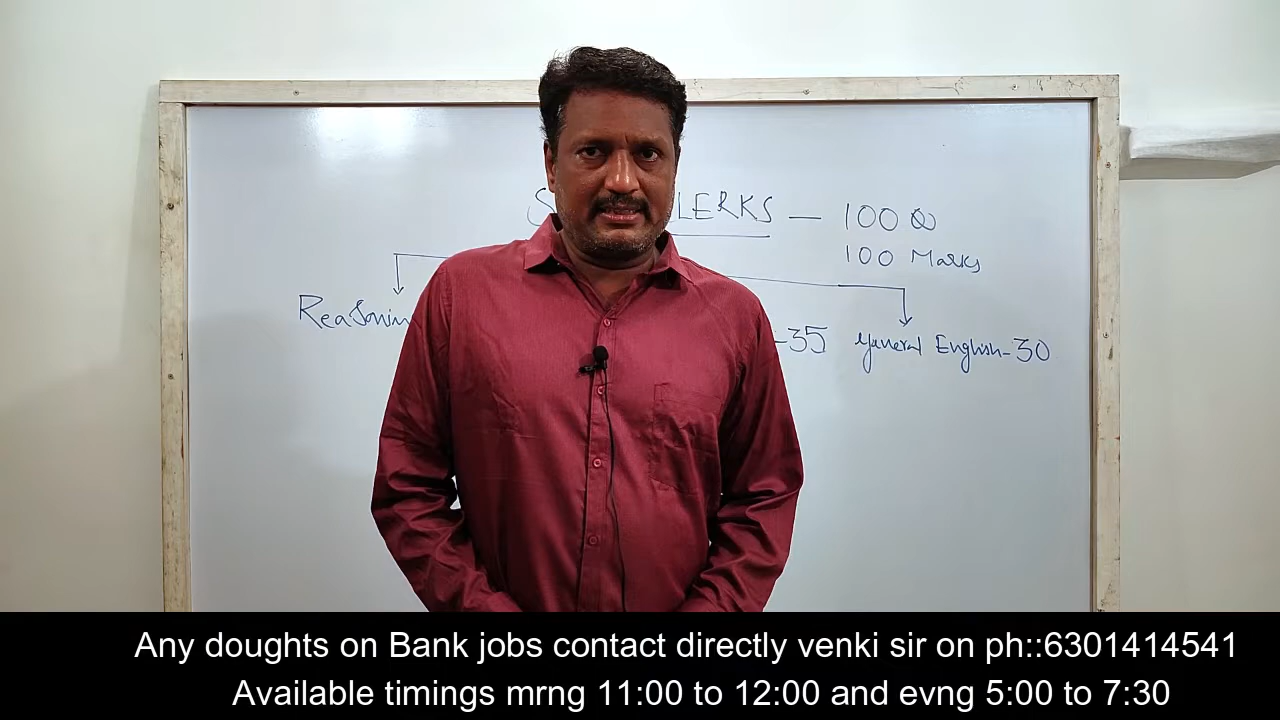 S LERKS — 100 Q
100 Marks
Reasonin -35 General English-30
Any doughts on Bank jobs contact directly venki sir on ph::6301414541
Available timings mrng 11:00 to 12:00 and evng 5:00 to 7:30